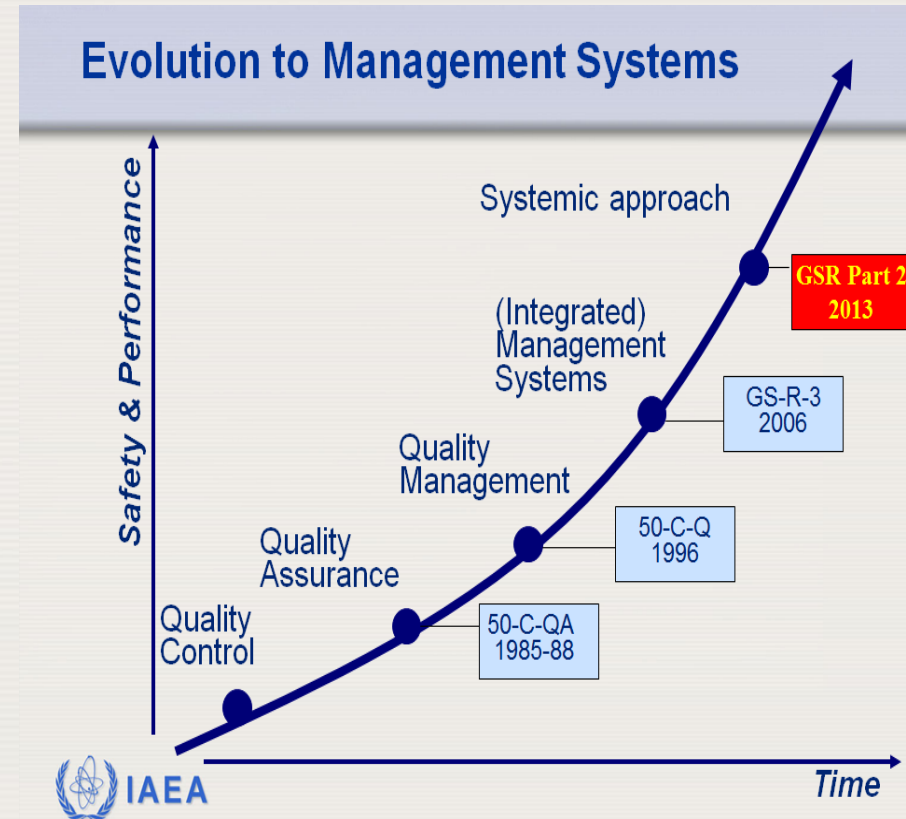 Evolution to Management Systems
Safety & Performance
Systemic approach
GSR Part 2
2013
(Integrated)
Management
Systems
GS-R-3
2006
Quality
Management
50-C-Q
1996
Quality
Assurance
50-C-QA
1985-88
Quality
Control
IAEA
Time